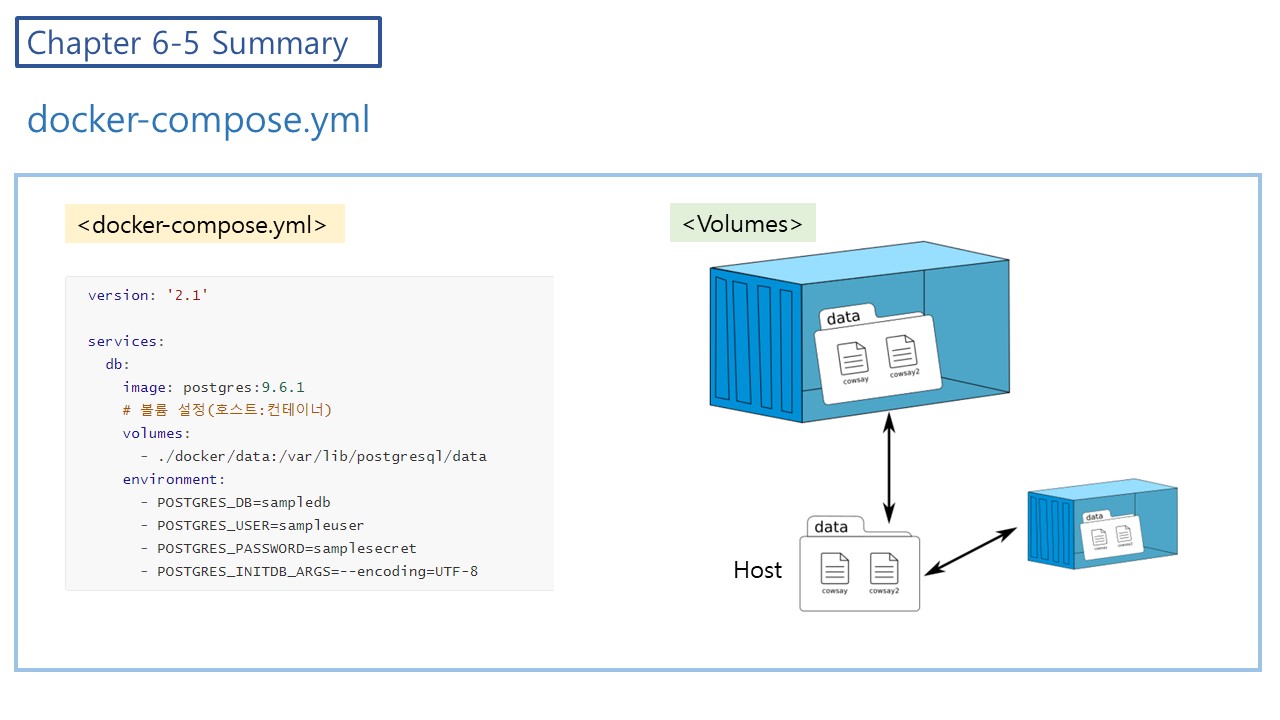 Chapter 6-5 Summary
docker-compose.yml
<docker-compose.yml>
version: '2.1'
services:
db:
image: postgres:9.6.1
# 볼륨 설정(호스트:컨테이너)
volumes:
- ./docker/data:/var/lib/postgresql/data
environment:
- POSTGRES_DB=sampledb
- POSTGRES_USER=sampleuser
- POSTGRES_PASSWORD=samplesecret
- POSTGRES_INITDB_ARGS=--encoding=UTF-8
<Volumes>
data
cowsay
cowsay2
data
Host
cowsay
cowsay2
data
cowsay
cowsay2